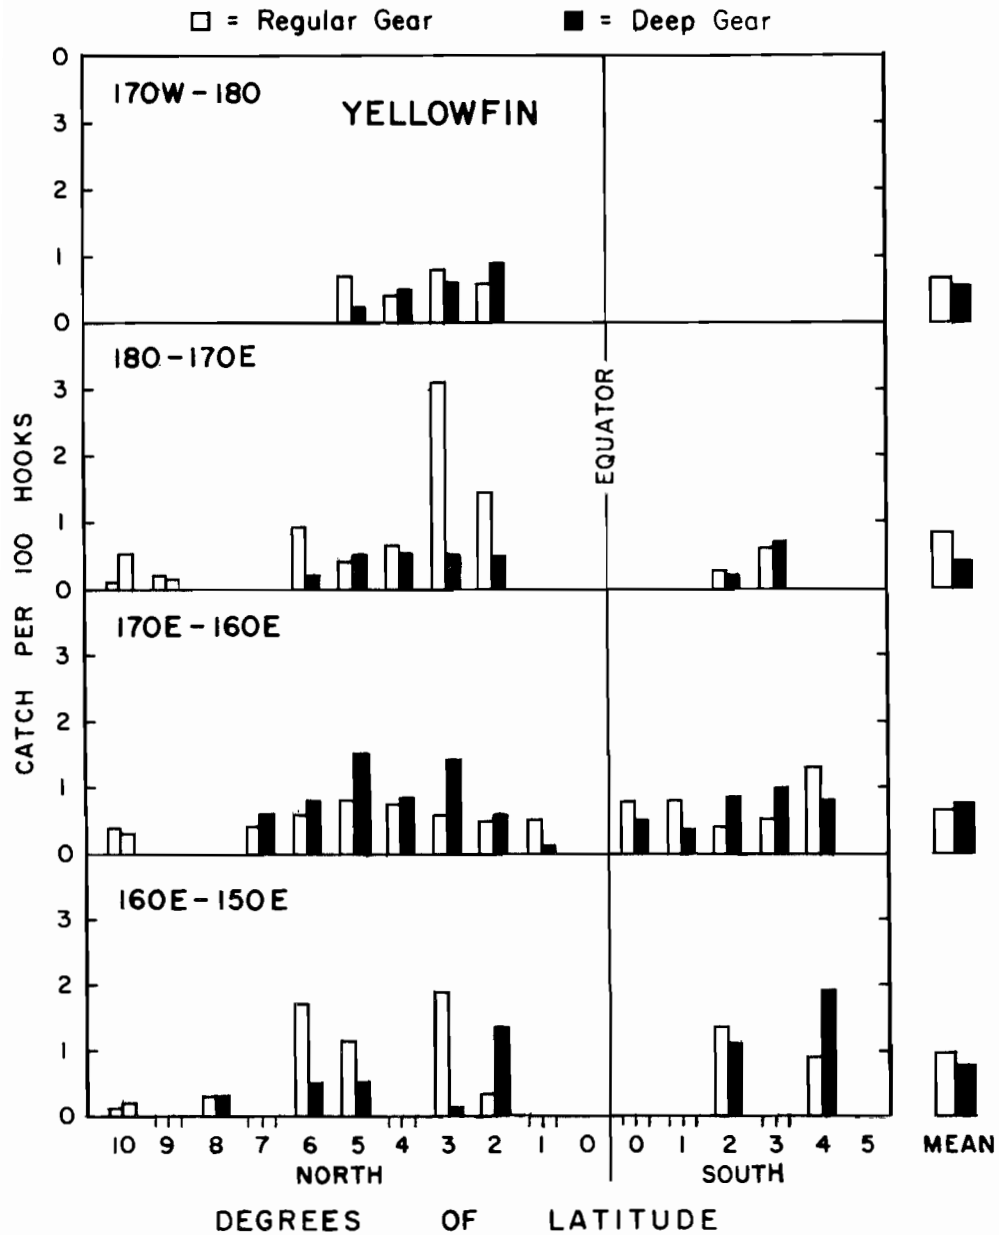 □ = Regular Gear ■ = Deep Gear
0
170W-180
YELLOWFIN
3
2
1
0
180-170E
3
2
1
0
EQUATOR
170E-160E
3
2
1
0
160E-150E
3
2
1
0
CATCH PER 100 HOOKS
10 9 8 7 6 5 4 3 2 1 0 0 1 2 3 4 5 MEAN
NORTH SOUTH
DEGREES OF LATITUDE